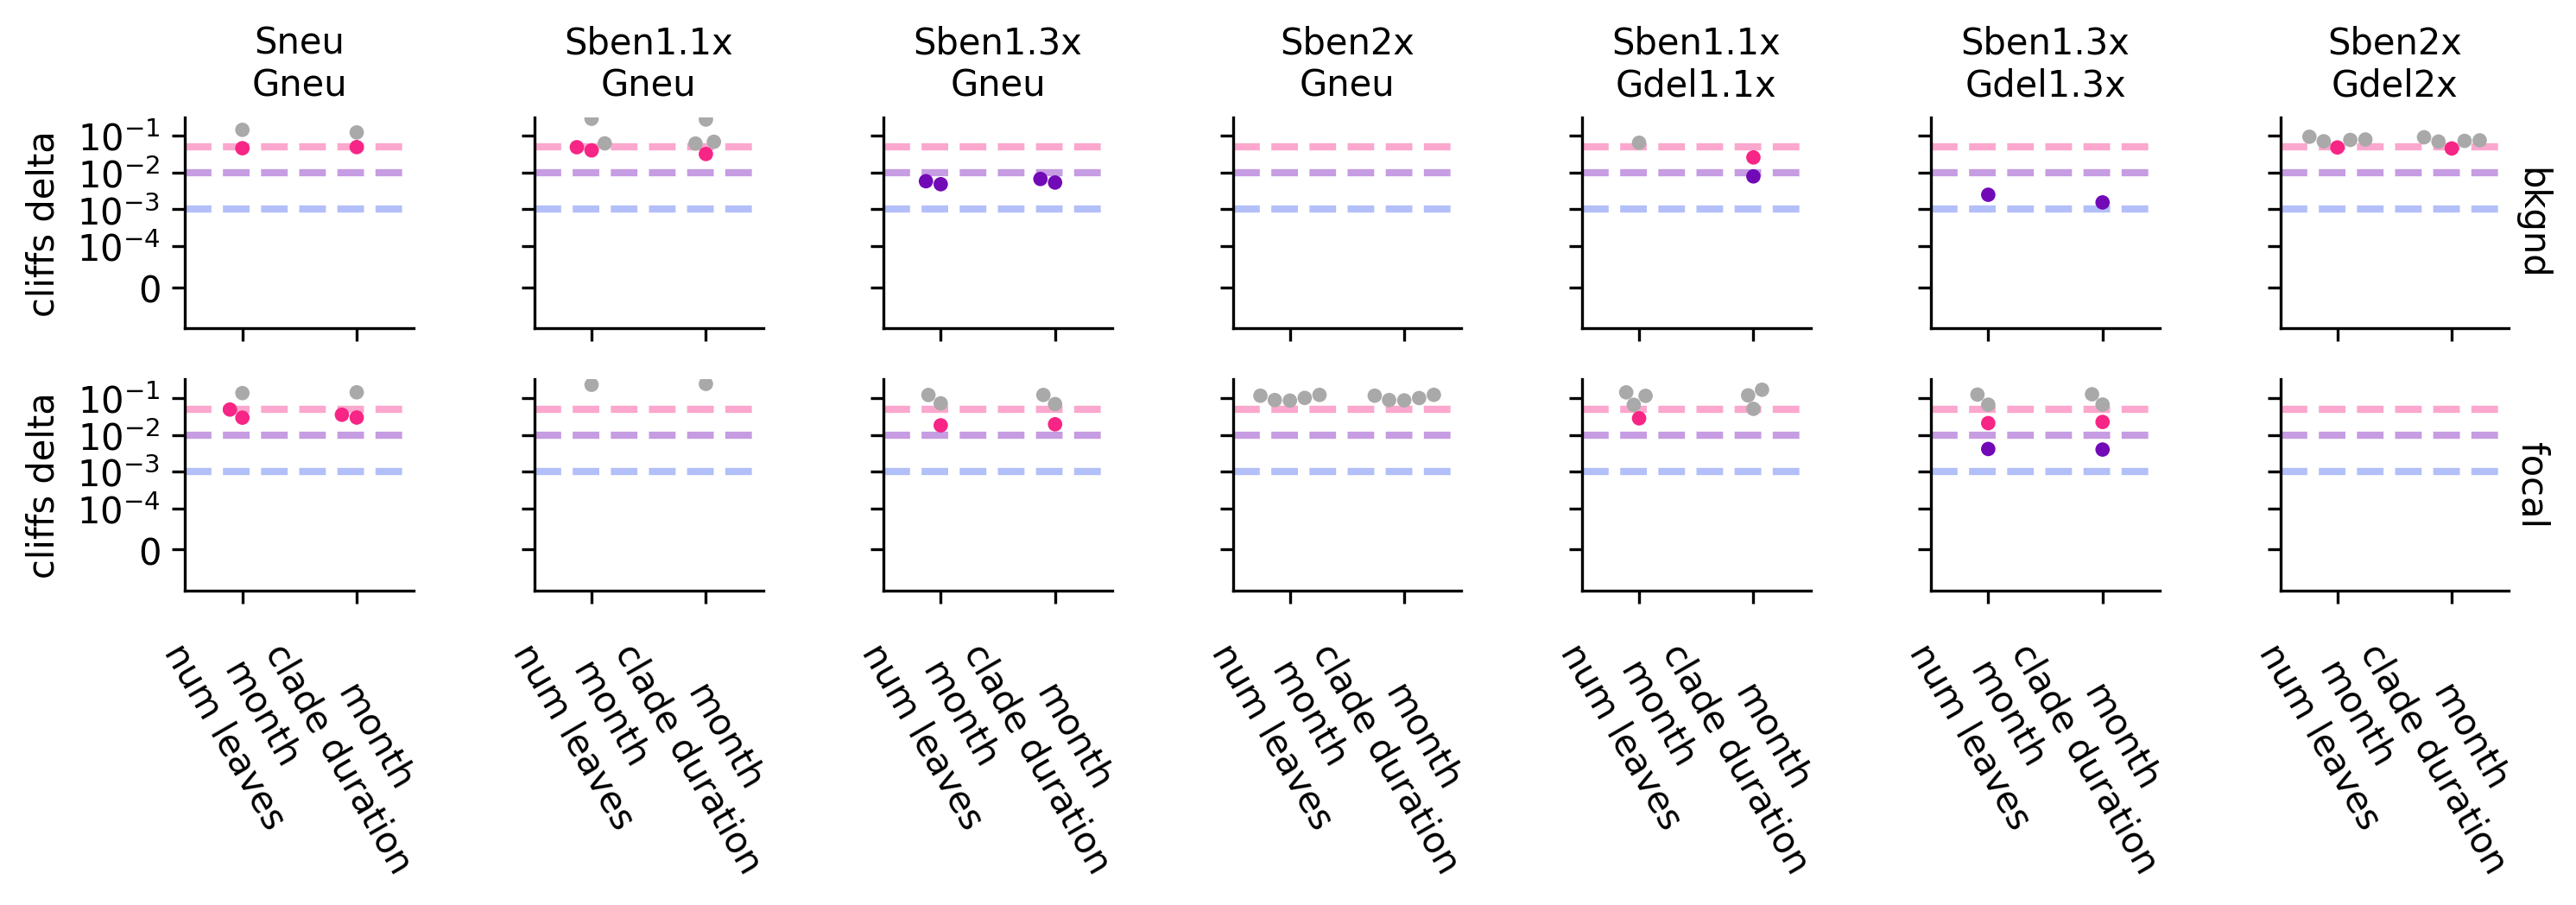 Sneu
Gneu
Sben1.1x
Gneu
Sben1.3x
Gneu
Sben2x
Gneu
Sben1.1x
Gdel1.1x
Sben1.3x
Gdel1.3x
Sben2x
Gdel2x
cliffs delta
10⁻¹
10⁻²
10⁻³
10⁻⁴
0
bkgnd
cliffs delta
10⁻¹
10⁻²
10⁻³
10⁻⁴
0
focal
num leaves
month
clade duration
month
num leaves
month
clade duration
month
num leaves
month
clade duration
month
num leaves
month
clade duration
month
num leaves
month
clade duration
month
num leaves
month
clade duration
month
num leaves
month
clade duration
month